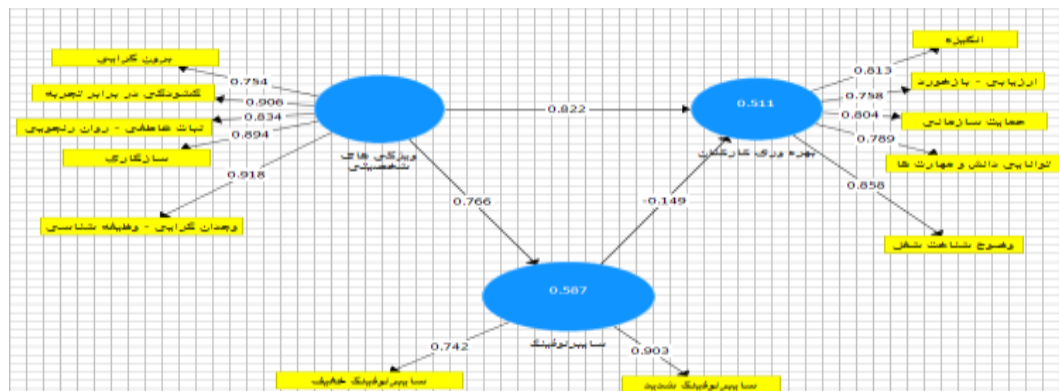 برون گرایی
گشودگی در برابر تجربه
ثبات عاطفی - روان رنجویی
سازگاری
وجدان گرایی - وظیفه شناسی
0.754
0.906
0.834
0.894
0.918
ویژگی های
شخصیتی
0.822
0.766
-0.149
0.511
بهره وری کارکنان
انگیزه
ارزیابی - بازخورد
حمایت سازمانی
توانایی دانش و مهارت ها
وضوح شناخت شغل
0.813
0.758
0.804
0.789
0.858
0.587
سایبرلوفینگ
0.742
0.903
سایبرلوفینگ خفیف
سایبرلوفینگ شدید